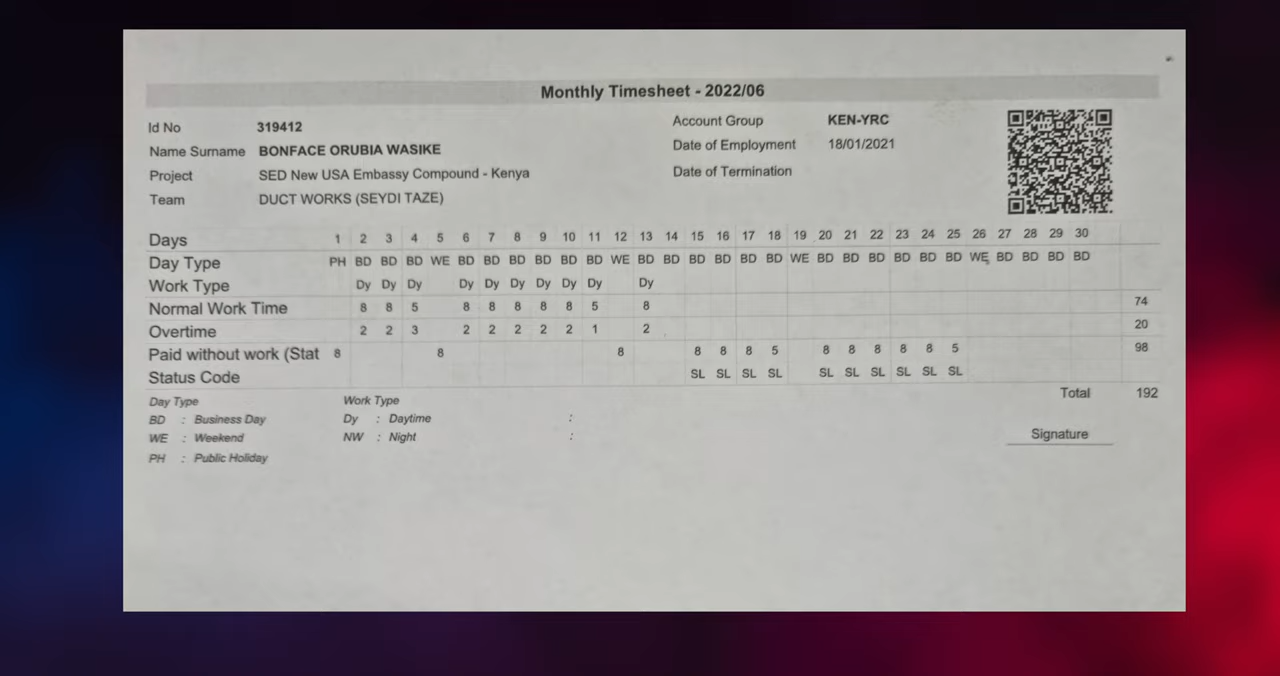 Monthly Timesheet - 2022/06
Id No 319412 Account Group KEN-YRC
Name Surname BONFACE ORUBIA WASIKE Date of Employment 18/01/2021
Project SED New USA Embassy Compound - Kenya Date of Termination
Team DUCT WORKS (SEYDI TAZE)
Days 1 2 3 4 5 6 7 8 9 10 11 12 13 14 15 16 17 18 19 20 21 22 23 24 25 26 27 28 29 30
Day Type PH BD BD BD WE BD BD BD BD BD BD WE BD BD BD BD BD BD WE BD BD BD BD BD BD WE BD BD BD BD
Work Type Dy Dy Dy Dy Dy Dy Dy Dy Dy Dy
Normal Work Time 8 8 5 8 8 8 8 8 5 8 74
Overtime 2 2 3 2 2 2 2 2 1 2 20
Paid without work (Stat 8 8 8 8 8 8 5 8 8 8 8 8 5 98
Status Code SL SL SL SL SL SL SL SL SL SL
Day Type Work Type Total 192
BD : Business Day Dy : Daytime :
WE : Weekend NW : Night : Signature
PH : Public Holiday